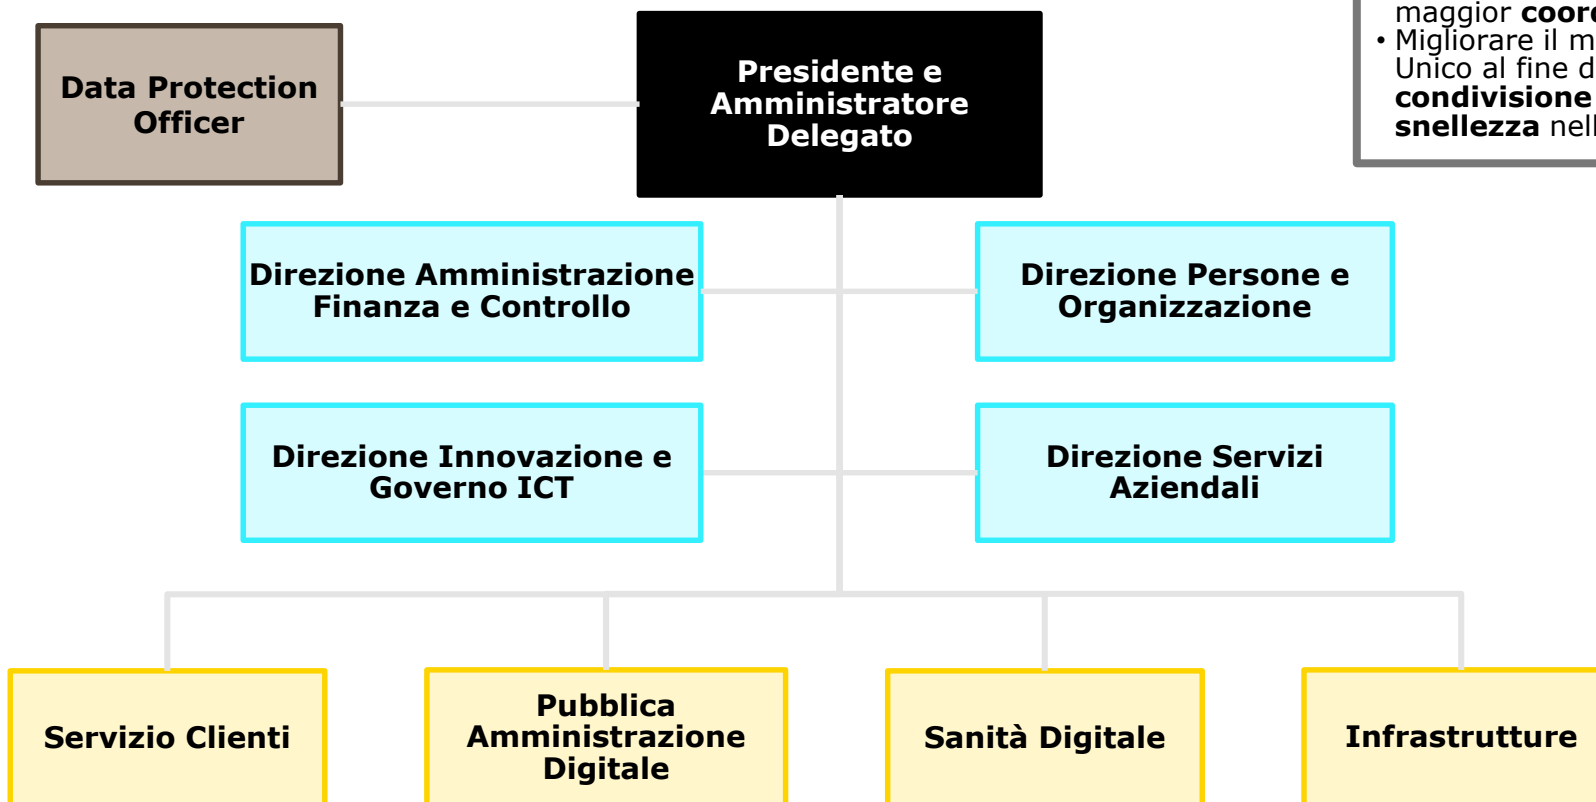 maggior
• Migliorare il
Unico al fine
condivisione
snellezza
Data Protection
Officer
Presidente e
Amministratore
Delegato
Direzione Amministrazione
Finanza e Controllo
Direzione Persone e
Organizzazione
Direzione Innovazione e
Governo ICT
Direzione Servizi
Aziendali
Servizio Clienti
Pubblica
Amministrazione
Digitale
Sanità Digitale
Infrastrutture